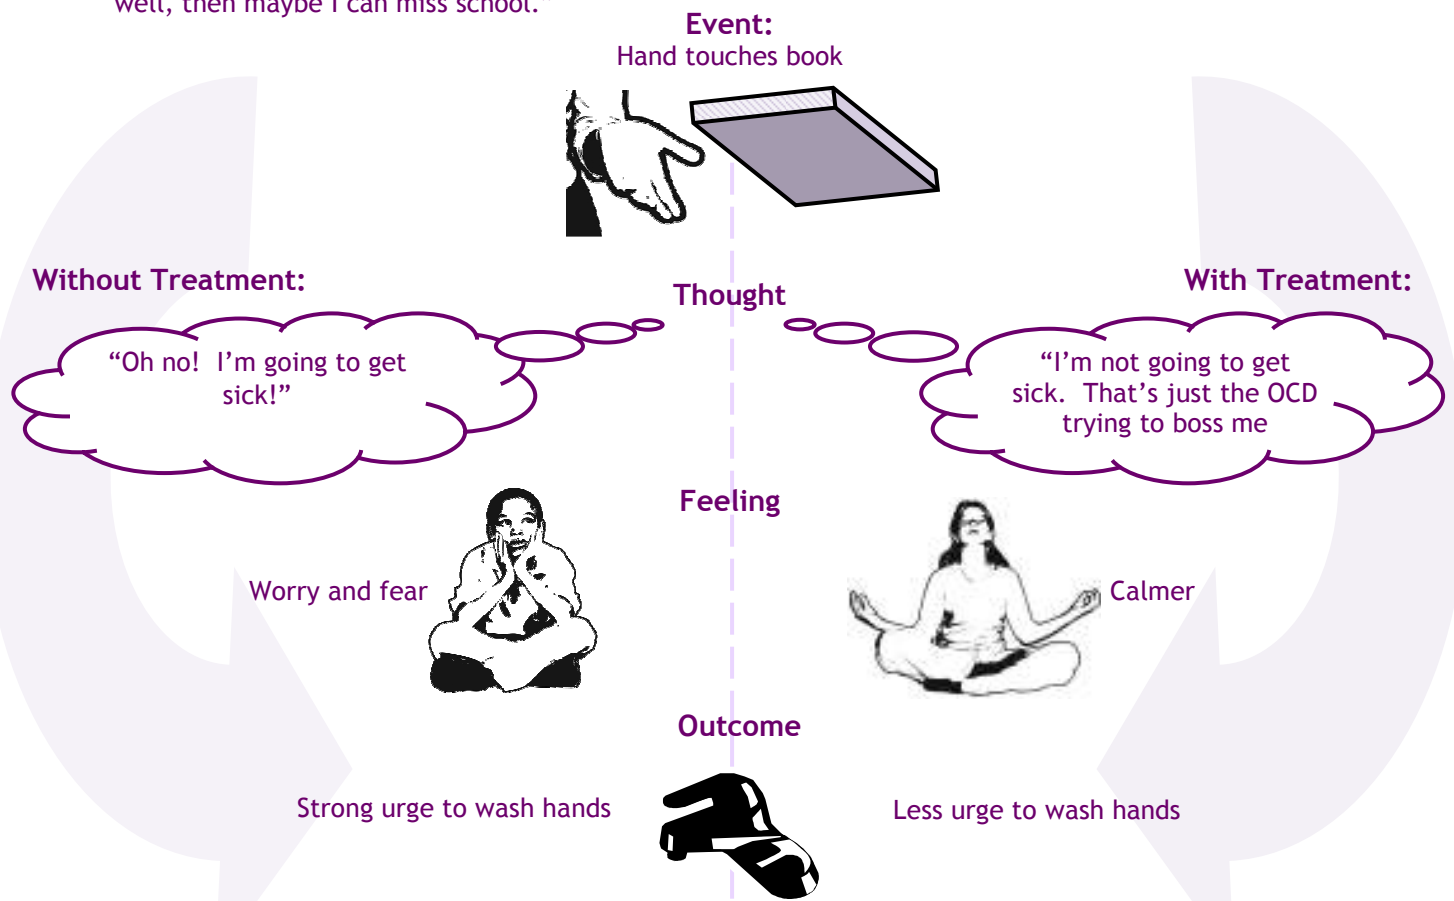 well, then maybe I can miss school.”
Event:
Hand touches book
Without Treatment:
Thought
With Treatment:
“Oh no!  I’m going to get
sick!”
“I’m not going to get
sick.  That’s just the OCD
trying to boss me
Feeling
Worry and fear
Calmer
Outcome
Strong urge to wash hands
Less urge to wash hands